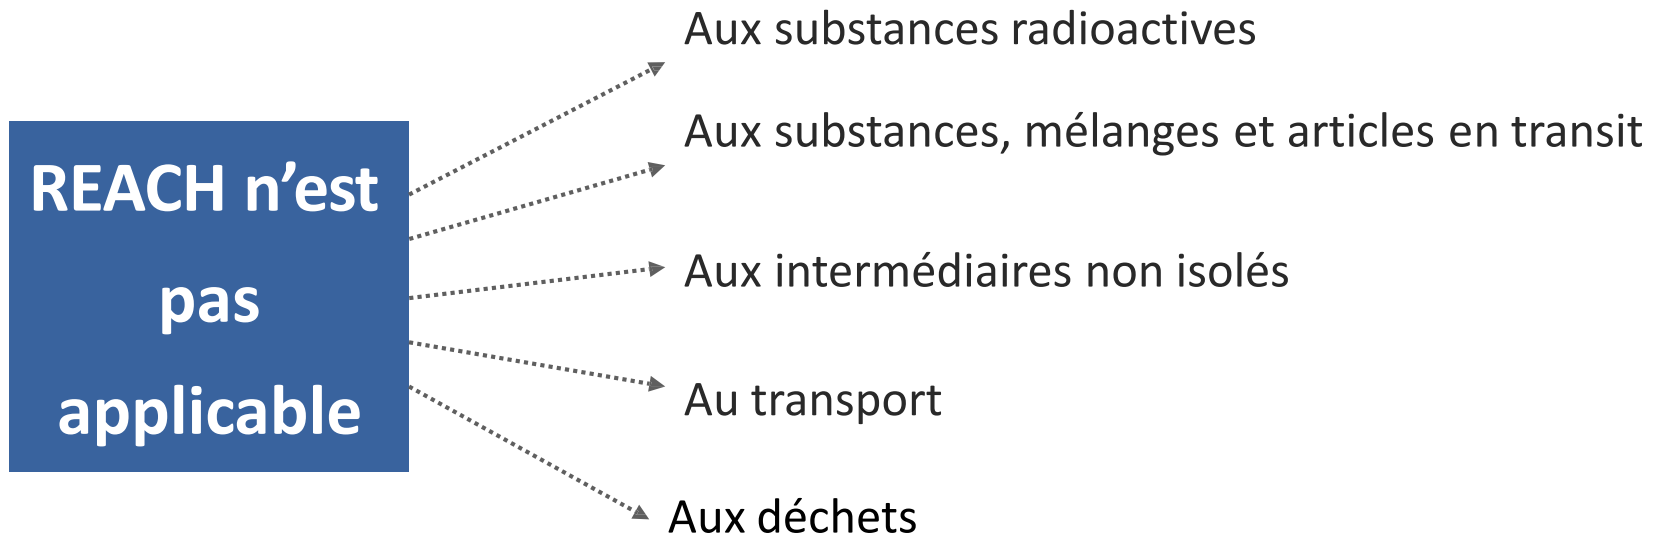 REACH n’est
pas
applicable
Aux substances radioactives
Aux substances, mélanges et articles en transit
Aux intermédiaires non isolés
Au transport
Aux déchets